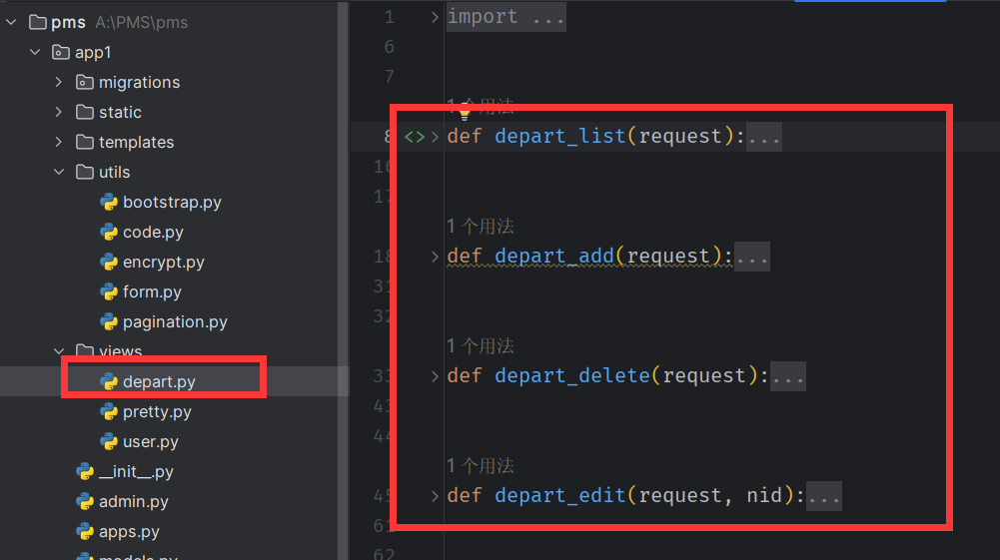 pms A:\PMS\pms
app1
migrations
static
templates
utils
bootstrap.py
code.py
encrypt.py
form.py
pagination.py
views
depart.py
pretty.py
user.py
__init__.py
admin.py
apps.py
models.py
1 import ...
6
7
1 个用法
8 <> def depart_list(request):...
16
17
1 个用法
18 def depart_add(request):...
31
32
1 个用法
33 def depart_delete(request):...
43
44
1 个用法
45 def depart_edit(request, nid):...
61
62